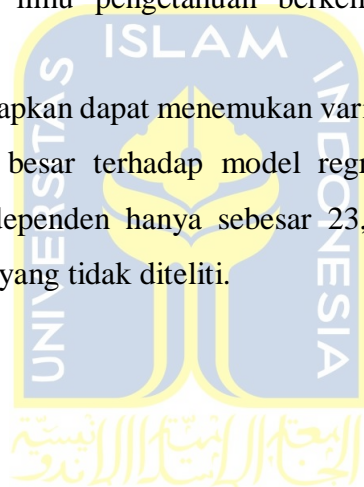 ilmu pengetahuan
ISLAM
apkan dapat menemukan vari
besar terhadap model regr
dependen hanya sebesar 23,
yang tidak diteliti.
UNIVERSITAS
INDONESIA